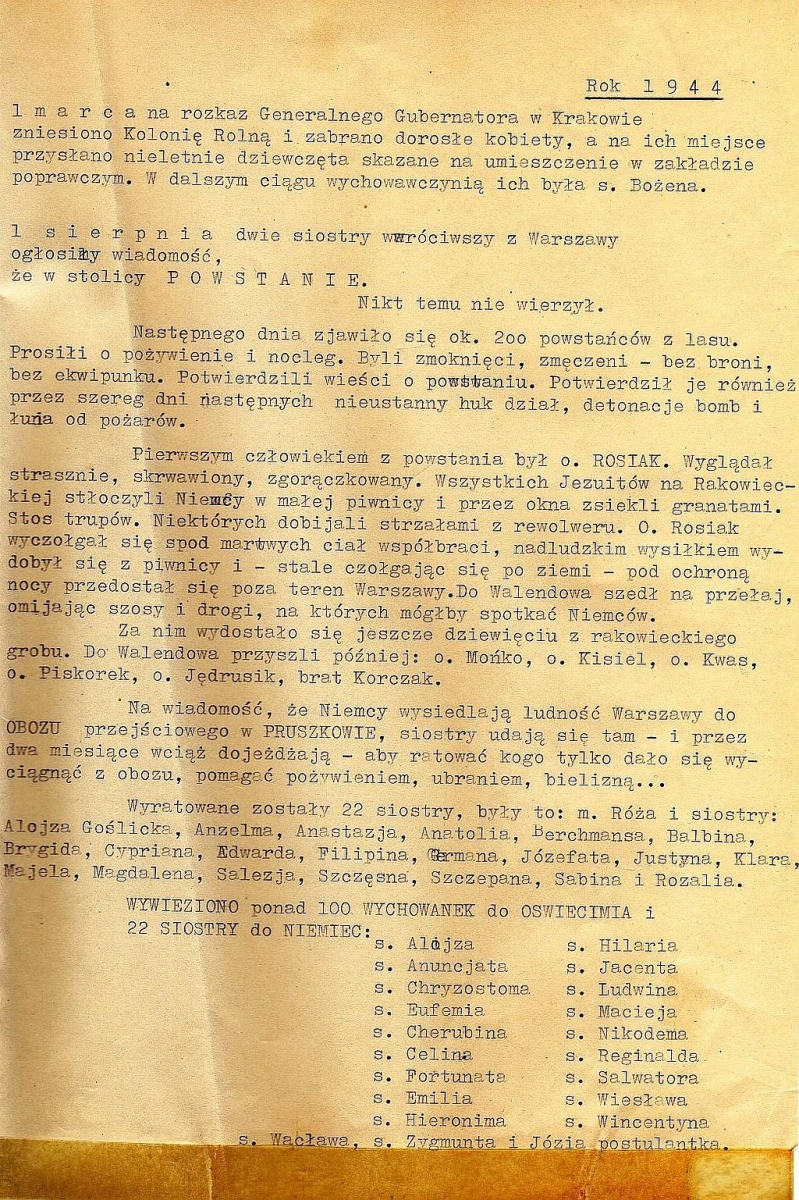 Rok 1 9 4 4
1 m a r c a na rozkaz Generalnego Gubernatora w Krakowie
zniesiono Kolonię Rolną i zabrano dorosłe kobiety, a na ich miejsce
przysłano nieletnie dziewczęta skazane na umieszczenie w zakładzie
poprawczym. W dalszym ciągu wychowawczynią ich była s. Bożena.
1 s i e r p n i a dwie siostry wróciwszy z Warszawy
ogłosiły wiadomość,
że w stolicy P O W S T A N I E.
Nikt temu nie wierzył.
Następnego dnia zjawiło się ok. 2oo powstańców z lasu.
Prosili o pożywienie i nocleg. Byli zmoknięci, zmęczeni - bez broni,
bez ekwipunku. Potwierdzili wieści o powstaniu. Potwierdził je również
przez szereg dni następnych nieustanny huk dział, detonacje bomb i
łuna od pożarów.
Pierwszym człowiekiem z powstania był o. ROSIAK. Wyglądał
strasznie, skrwawiony, zgorączkowany. Wszystkich Jezuitów na Rakowiec-
kiej stłoczyli Niemcy w małej piwnicy i przez okna zsiekli granatami.
Stos trupów. Niektórych dobijali strzałami z rewolweru. O. Rosiak
wyczołgał się spod martwych ciał współbraci, nadludzkim wysiłkiem wy-
dobył się z piwnicy i - stale czołgając się po ziemi - pod ochroną
nocy przedostał się poza teren Warszawy.Do Walendowa szedł na przełaj,
omijając szosy i drogi, na których mógłby spotkać Niemców.
Za nim wydostało się jeszcze dziewięciu z rakowieckiego
grobu. Do Walendowa przyszli później: o. Mońko, o. Kisiel, o. Kwas,
o. Piskorek, o. Jędrusik, brat Korczak.
Na wiadomość, że Niemcy wysiedlają ludność Warszawy do
OBOZU przejściowego w PRUSZKOWIE, siostry udają się tam - i przez
dwa miesiące wciąż dojeżdżają - aby ratować kogo tylko dało się wy-
ciągnąć z obozu, pomagać pożywieniem, ubraniem, bielizną...
Wyratowane zostały 22 siostry, były to: m. Róża i siostry:
Alojza Goślicka, Anzelma, Anastazja, Anatolia, Berchmansa, Balbina,
Brygida, Cypriana, Edwarda, Filipina, Germana, Józefata, Justyna, Klara,
Majela, Magdalena, Salezja, Szczęsna, Szczepana, Sabina i Rozalia.
WYWIEZIONO ponad 100 WYCHOWANEK do OSWIECIMIA i
22 SIOSTRY do NIEMIEC:
s. Alojza s. Hilaria
s. Anuncjata s. Jacenta
s. Chryzostoma s. Ludwina
s. Eufemia s. Macieja
s. Cherubina s. Nikodema
s. Celina s. Reginalda
s. Fortunata s. Salwatora
s. Emilia s. Wiesława
s. Hieronima s. Wincentyna
s. Wacława, s. Zygmunta i Józia postulantka.